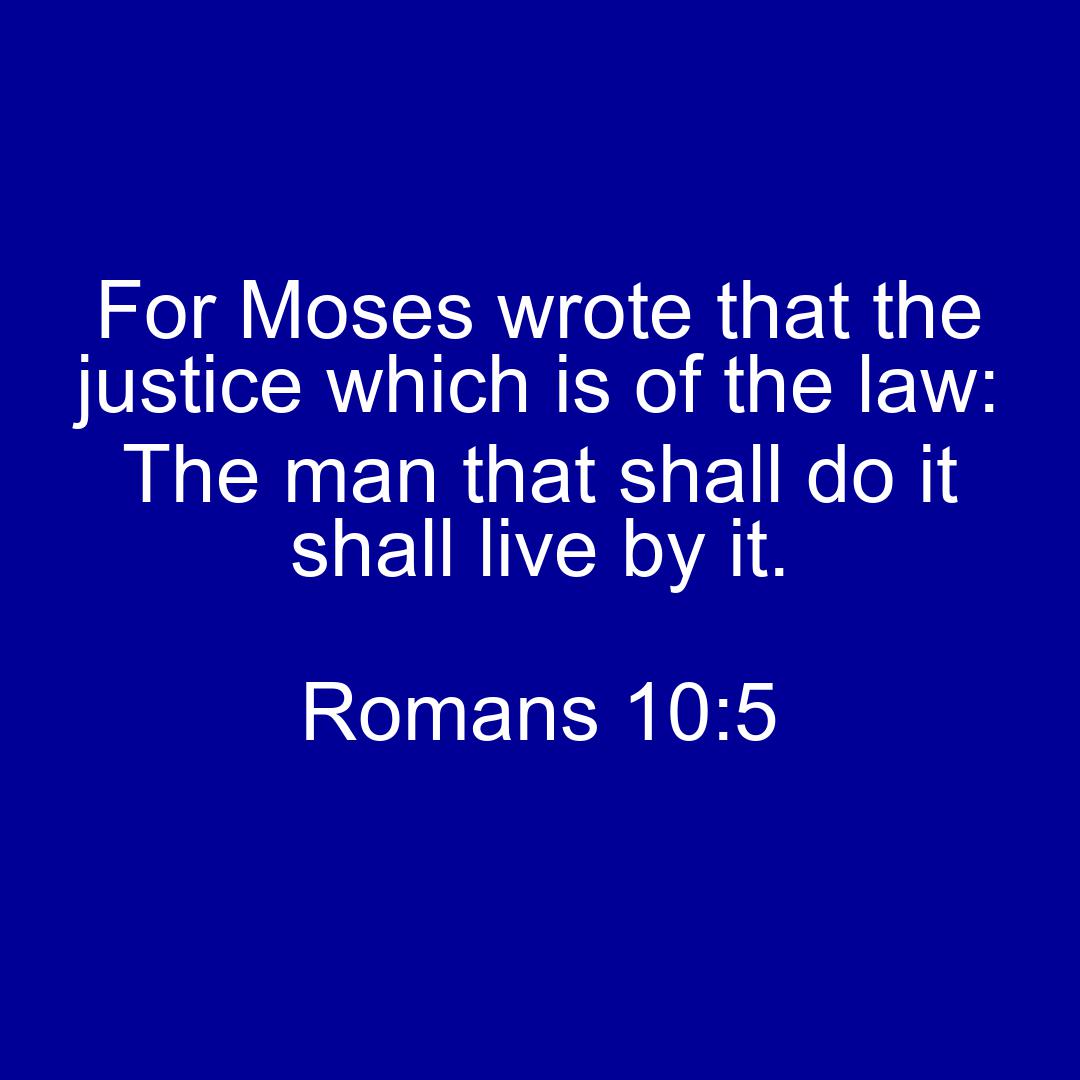 For Moses wrote that the
justice which is of the law:
The man that shall do it
shall live by it.
Romans 10:5